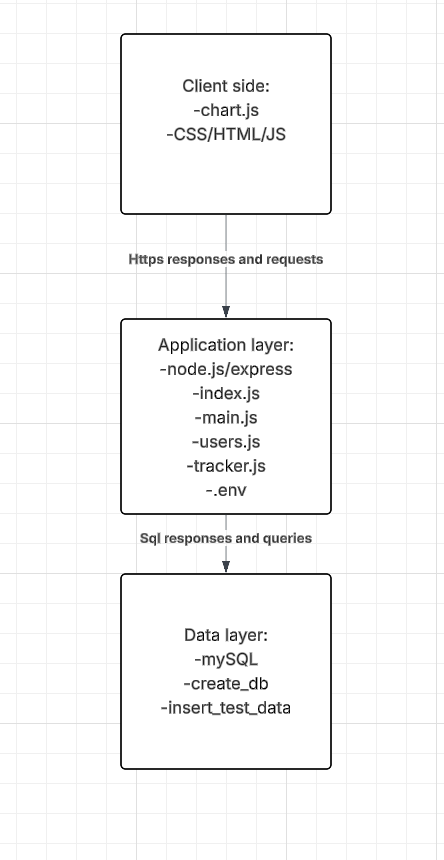 Client side:
-chart.js
-CSS/HTML/JS
Https responses and requests
Application layer:
-node.js/express
-index.js
-main.js
-users.js
-tracker.js
-.env
Sql responses and queries
Data layer:
-mySQL
-create_db
-insert_test_data